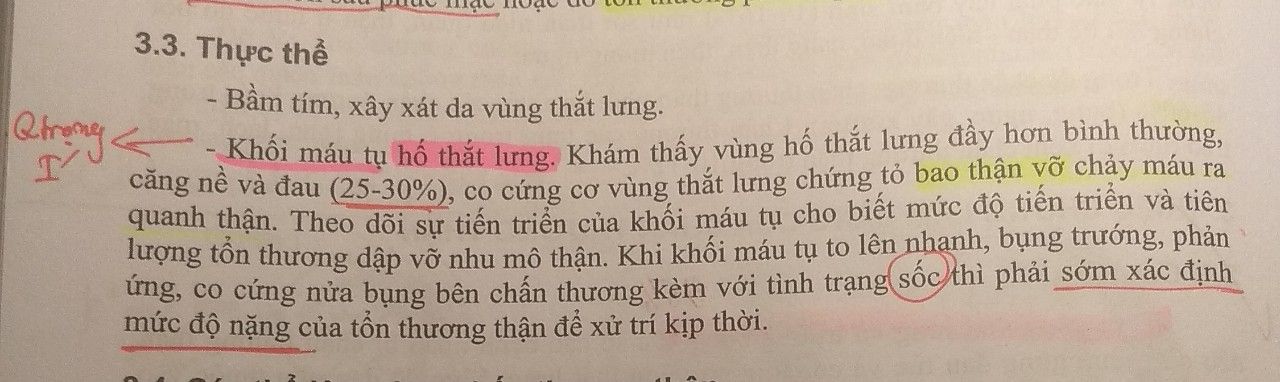 3.3. Thực thể
- Bầm tím, xây xát da vùng thắt lưng.
Qtrọng
I
- Khối máu tụ hố thắt lưng. Khám thấy vùng hố thắt lưng đầy hơn bình thường,
căng nề và đau (25-30%), co cứng cơ vùng thắt lưng chứng tỏ bao thận vỡ chảy máu ra
quanh thận. Theo dõi sự tiến triển của khối máu tụ cho biết mức độ tiến triển và tiên
lượng tổn thương dập vỡ nhu mô thận. Khi khối máu tụ to lên nhanh, bụng trướng, phản
ứng, co cứng nửa bụng bên chấn thương kèm với tình trạng sốc thì phải sớm xác định
mức độ nặng của tổn thương thận để xử trí kịp thời.